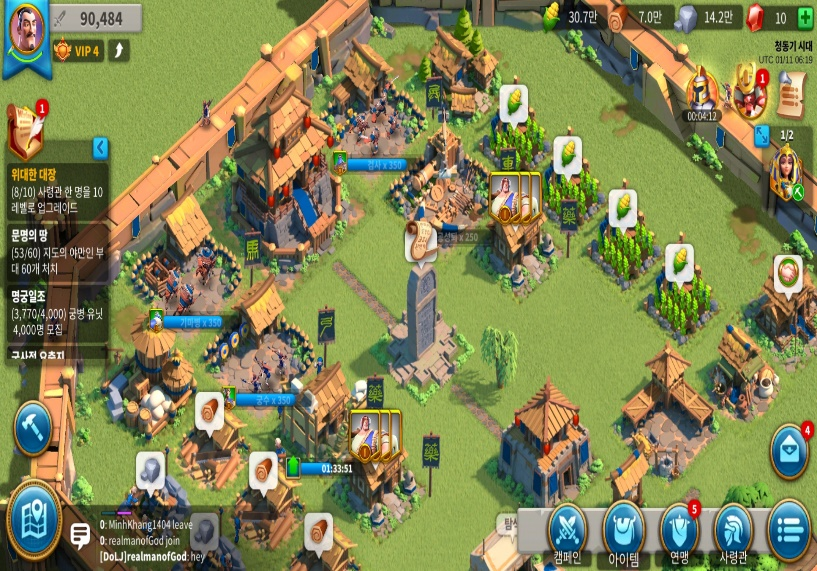 90,484
30.7만
7.0만
14.2만
10
VIP 4
청동기 시대
UTC 01/11 06:19
1
1
00:04:12
1/2
위대한 대장
(8/10) 사령관 한 명을 10
레벨로 업그레이드
문명의 땅
(53/60) 지도의 야만인 부
대 60개 처치
명궁일조
(3,770/4,000) 궁병 유닛
4,000명 모집
검사 x 350
車
藥
x 250
馬
기마병 x 350
弓
궁수 x 350
藥
藥
01:33:51
4
0: MinhKhang1404 leave
0: realmanofGod join
[DoLJ]realmanofGod: hey
5
캠페인
아이템
연맹
사령관